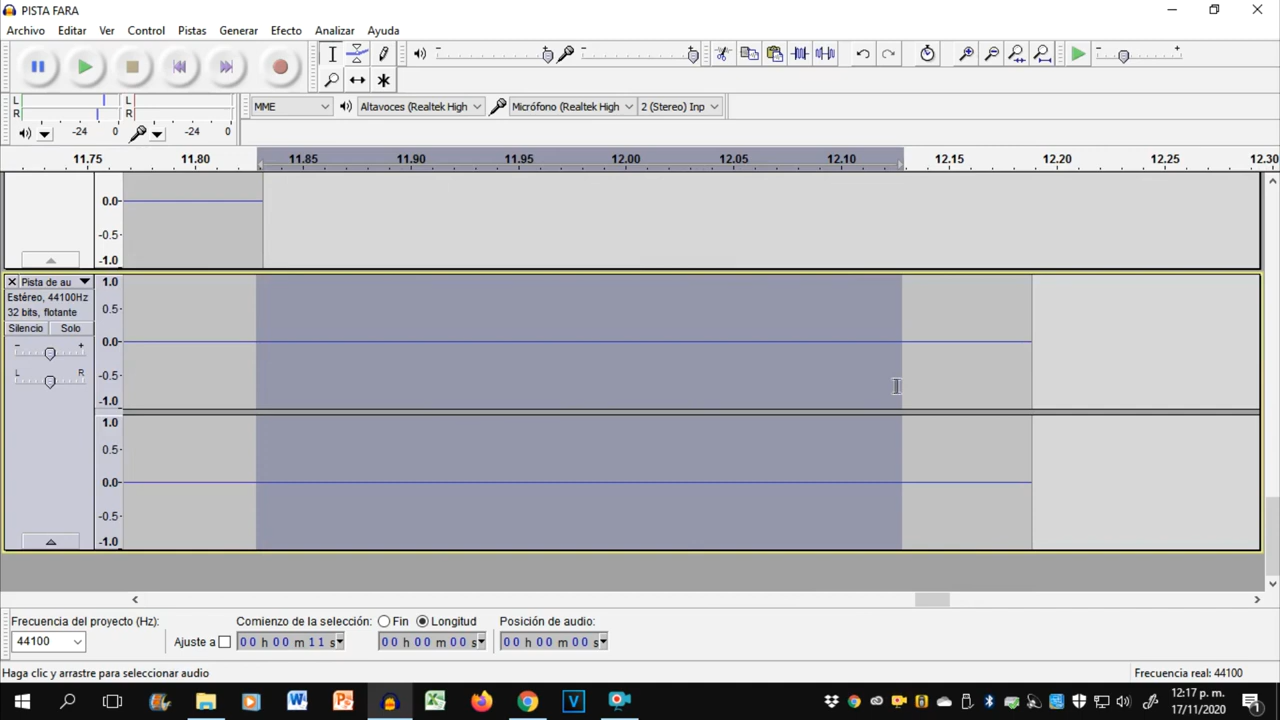 PISTA FARA
Archivo Editar Ver Control Pistas Generar Efecto Analizar Ayuda
L
R -24 0
L
R -24 0
MME Altavoces (Realtek High Micrófono (Realtek High 2 (Stereo) Inp
11.75 11.80 11.85 11.90 11.95 12.00 12.05 12.10 12.15 12.20 12.25 12.30
0.0
-0.5
-1.0
Pista de au
Estéreo, 44100Hz
32 bits, flotante
Silencio Solo
- +
L R
1.0
0.5
0.0
-0.5
-1.0
1.0
0.5
0.0
-0.5
-1.0
Frecuencia del proyecto (Hz): Comienzo de la selección: Fin Longitud Posición de audio:
44100 Ajuste a 00 h 00 m 11 s 00 h 00 m 00 s 00 h 00 m 00 s
Haga clic y arrastre para seleccionar audio Frecuencia real: 44100
12:17 p. m.
17/11/2020